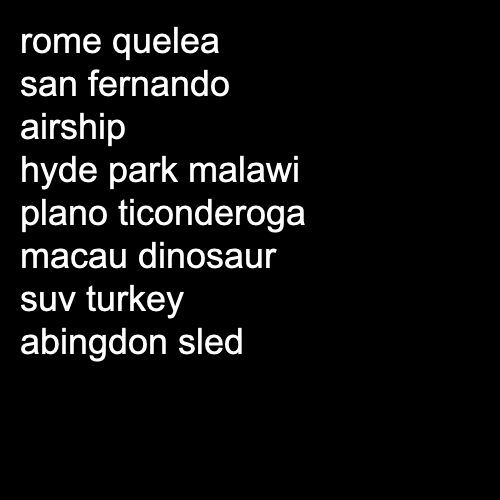 rome quelea
san fernando
airship
hyde park malawi
plano ticonderoga
macau dinosaur
suv turkey
abingdon sled